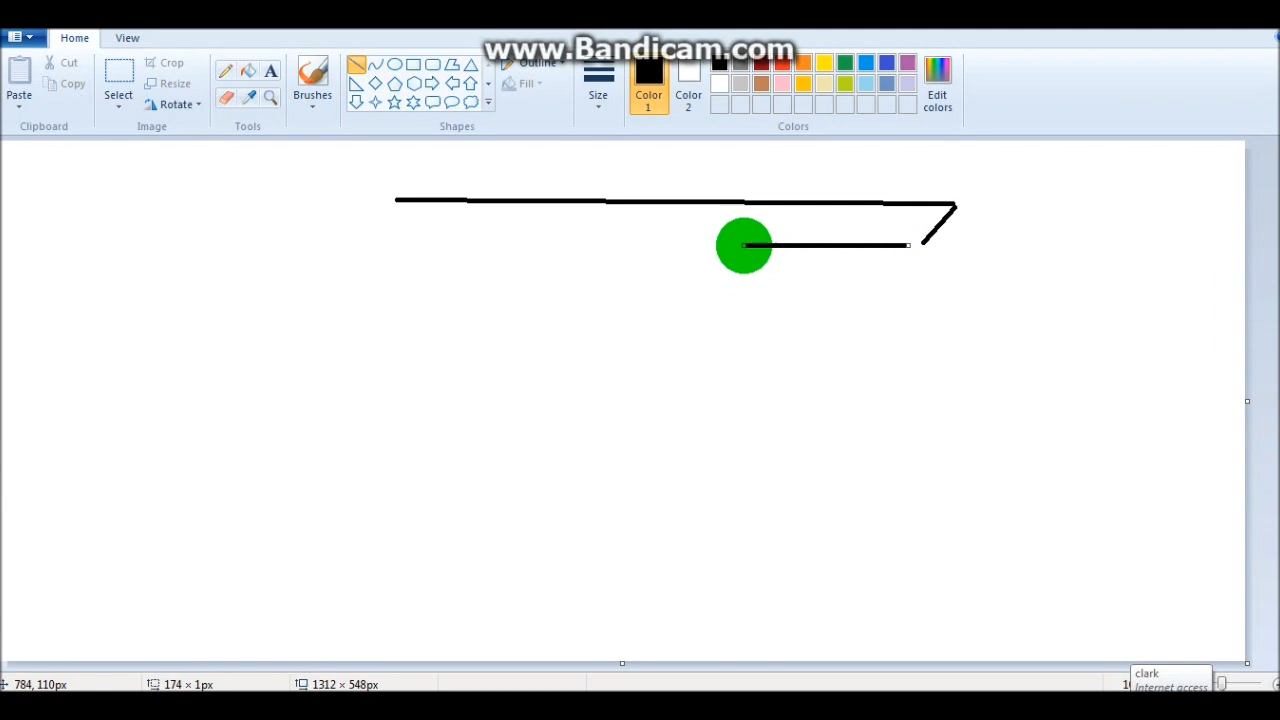 Home View
www.Bandicam.com
Paste
Cut
Copy
Clipboard
Select
Crop
Resize
Rotate
Image
Tools
Brushes
Outline
Fill
Shapes
Size
Color 1
Color 2
Edit colors
Colors
784, 110px
174 × 1px
1312 × 548px
clark
Internet access